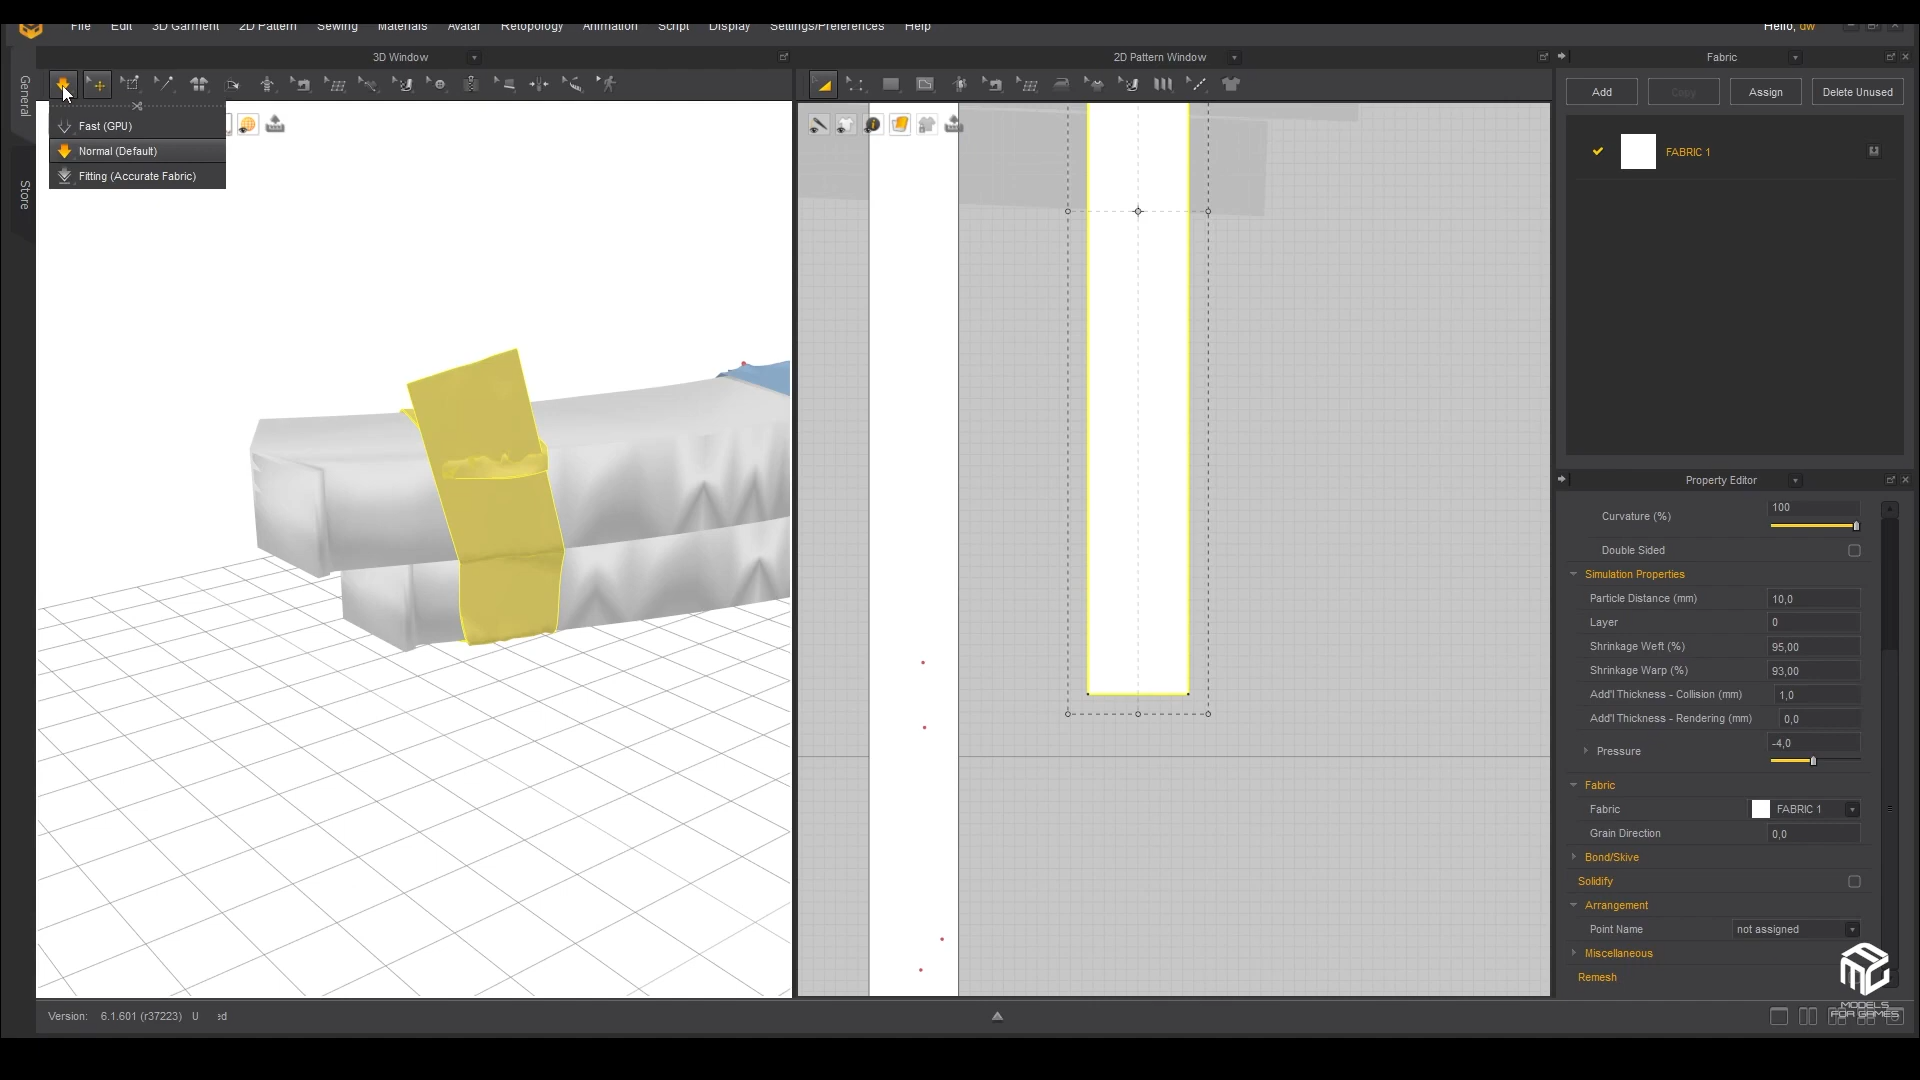 File Edit 3D Garment 2D Pattern Sewing Materials Avatar Retopology Animation Script Display Settings/Preferences Help
Hello, dw
3D Window
2D Pattern Window
Fabric
General
Store
Fast (GPU)
Normal (Default)
Fitting (Accurate Fabric)
Add
Copy
Assign
Delete Unused
FABRIC 1
Property Editor
Curvature (%) 100
Double Sided
Simulation Properties
Particle Distance (mm) 10,0
Layer 0
Shrinkage Weft (%) 95,00
Shrinkage Warp (%) 93,00
Add'l Thickness - Collision (mm) 1,0
Add'l Thickness - Rendering (mm) 0,0
Pressure -4,0
Fabric
Fabric FABRIC 1
Grain Direction 0,0
Bond/Skive
Solidify
Arrangement
Point Name not assigned
Miscellaneous
Remesh
MODELS
FOR GAMES
Version: 6.1.601 (r37223) U